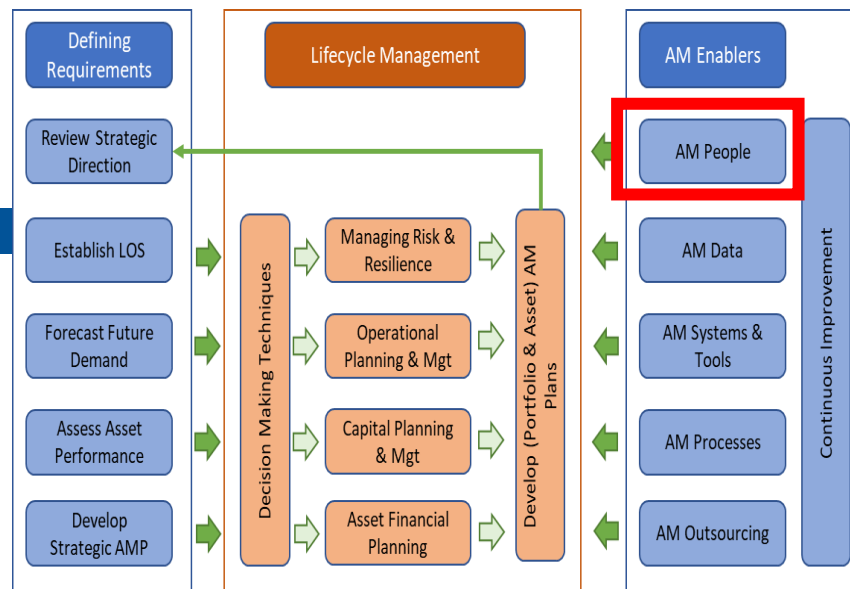 Defining
Requirements
Review Strategic
Direction
Establish LOS
Forecast Future
Demand
Assess Asset
Performance
Develop
Strategic AMP
Lifecycle Management
Decision Making Techniques
Managing Risk &
Resilience
Operational
Planning & Mgt
Capital Planning
& Mgt
Asset Financial
Planning
Develop (Portfolio & Asset) AM
Plans
AM Enablers
AM People
AM Data
AM Systems &
Tools
AM Processes
AM Outsourcing
Continuous Improvement